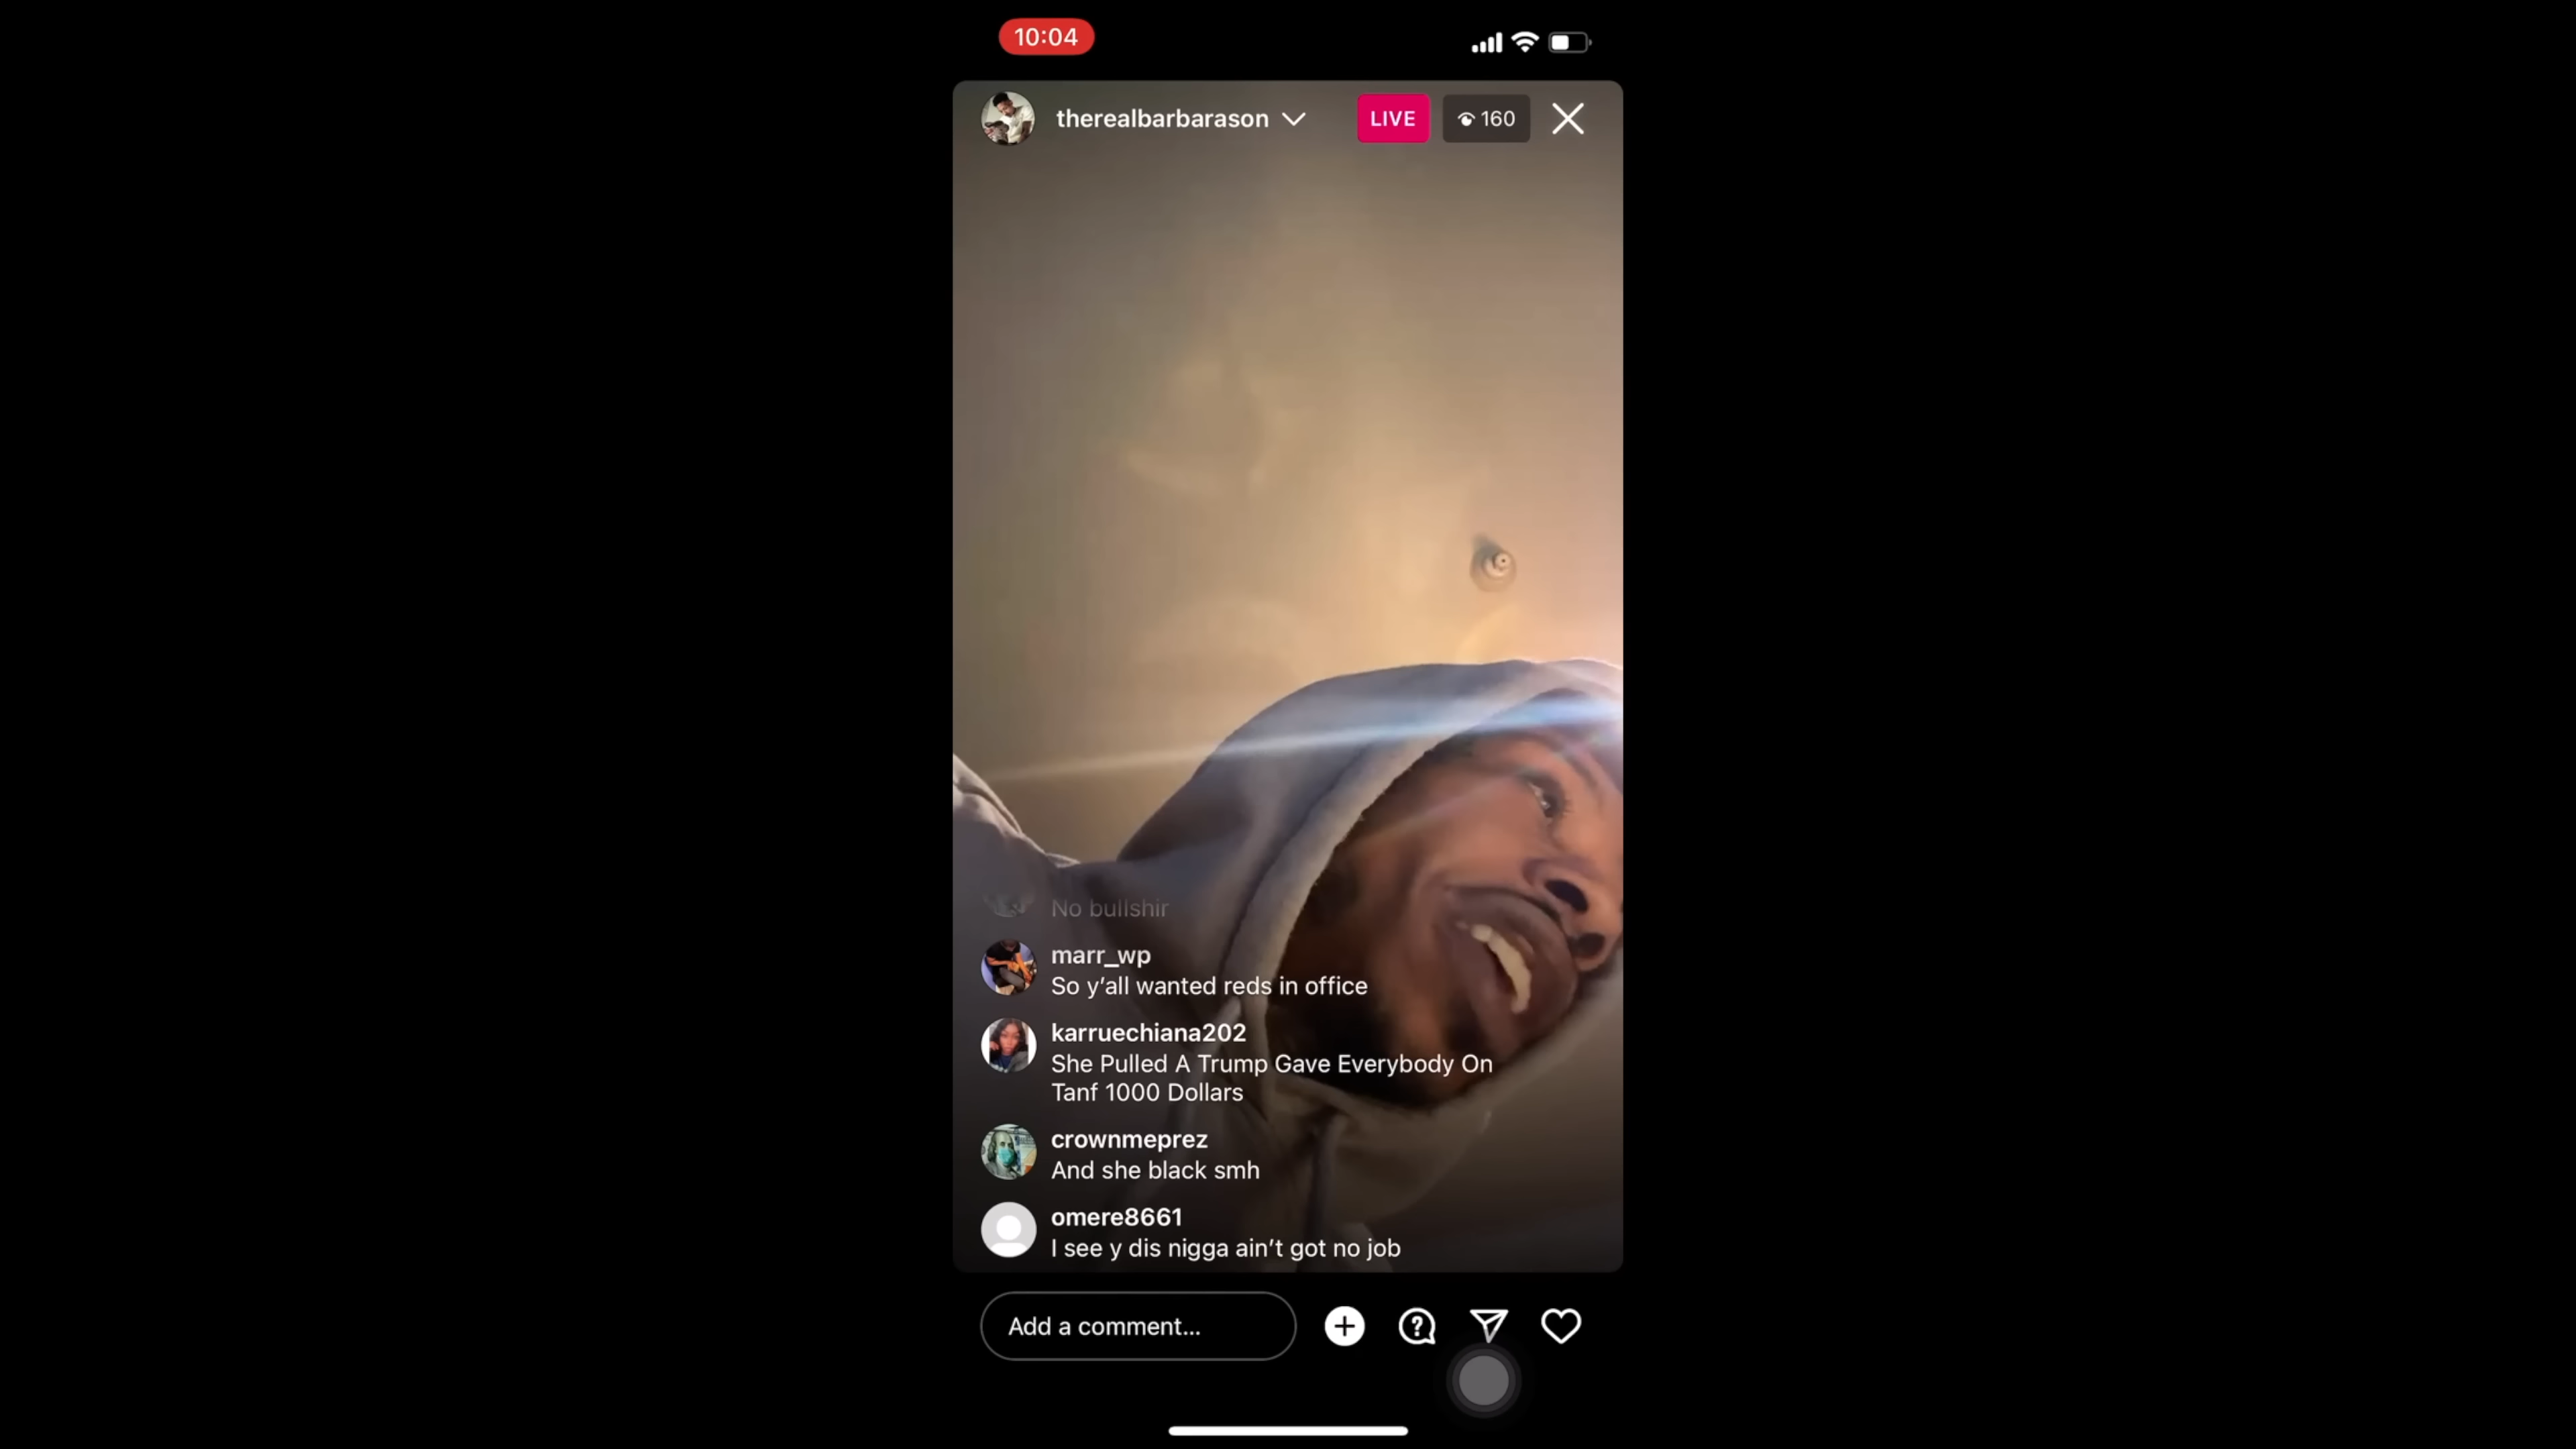 10:04
therealbarbarason
LIVE
160
No bullshir
marr_wp
So y’all wanted reds in office
karruechiana202
She Pulled A Trump Gave Everybody On
Tanf 1000 Dollars
crownmeprez
And she black smh
omere8661
I see y dis nigga ain’t got no job
Add a comment...